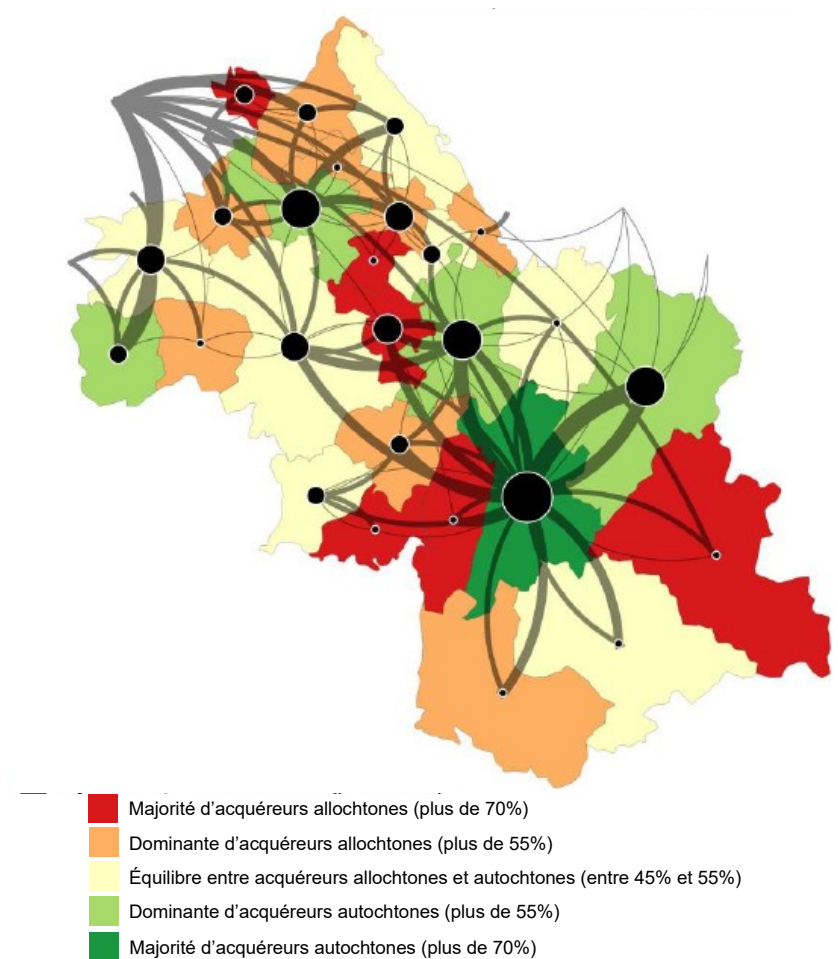 Majorité d’acquéreurs allochtones (plus de 70%)
Dominante d’acquéreurs allochtones (plus de 55%)
Équilibre entre acquéreurs allochtones et autochtones (entre 45% et 55%)
Dominante d’acquéreurs autochtones (plus de 55%)
Majorité d’acquéreurs autochtones (plus de 70%)